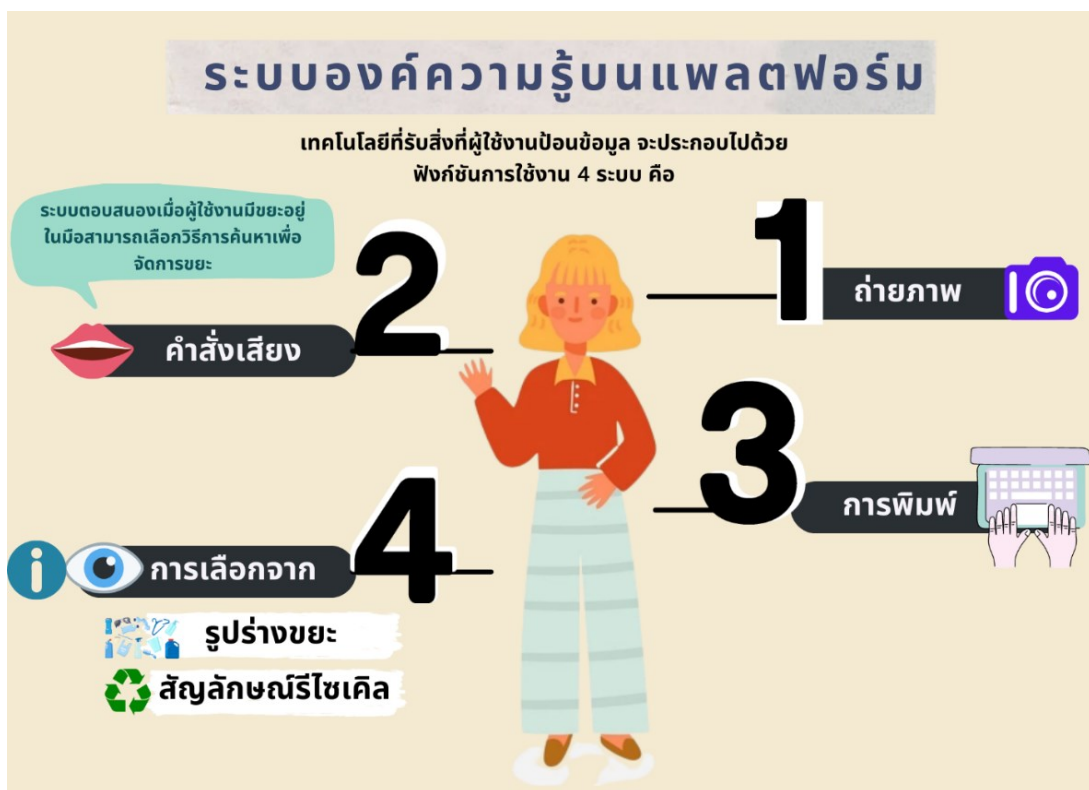 ระบบองค์ความรู้บนแพลตฟอร์ม
เทคโนโลยีที่รับสิ่งที่ผู้ใช้งานป้อนข้อมูล จะประกอบไปด้วย
ฟังก์ชันการใช้งาน 4 ระบบ คือ
1
ถ่ายภาพ
ระบบตอบสนองเมื่อผู้ใช้งานมีขยะอยู่
ในมือสามารถเลือกวิธีการค้นหาเพื่อ
จัดการขยะ
2
คำสั่งเสียง
3
การพิมพ์
4
i
การเลือกจาก
รูปร่างขยะ
สัญลักษณ์รีไซเคิล